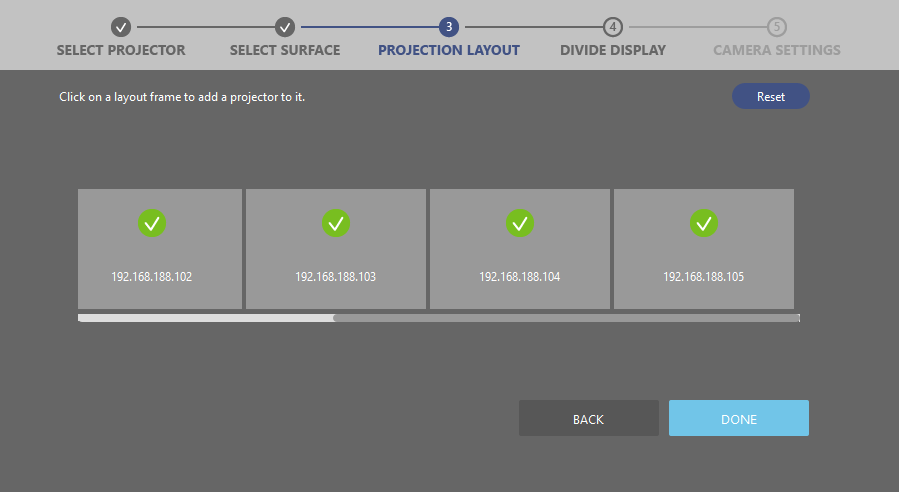 3 4 5
SELECT PROJECTOR SELECT SURFACE PROJECTION LAYOUT DIVIDE DISPLAY CAMERA SETTINGS
Click on a layout frame to add a projector to it. Reset
192.168.188.102 192.168.188.103 192.168.188.104 192.168.188.105
BACK DONE